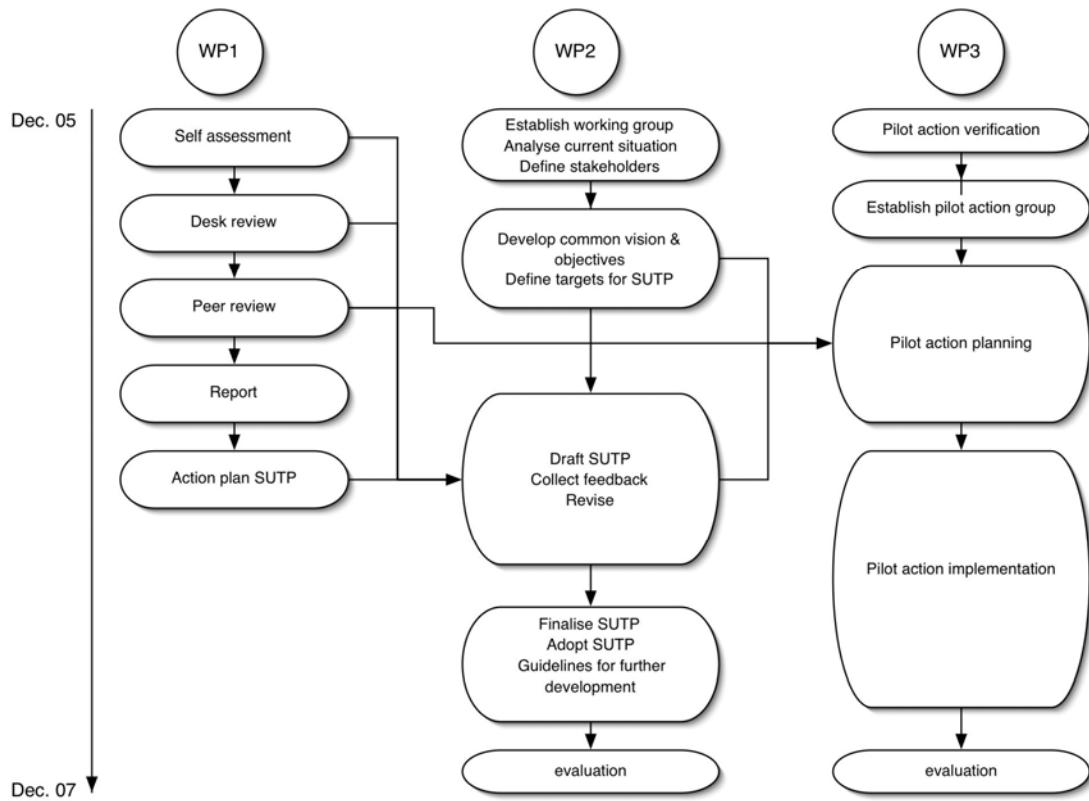 WP1
WP2
WP3
Dec. 05
Self assessment
Desk review
Peer review
Report
Action plan SUTP
Establish working group
Analyse current situation
Define stakeholders
Develop common vision &
objectives
Define targets for SUTP
Draft SUTP
Collect feedback
Revise
Finalise SUTP
Adopt SUTP
Guidelines for further
development
evaluation
Pilot action verification
Establish pilot action group
Pilot action planning
Pilot action implementation
evaluation
Dec. 07